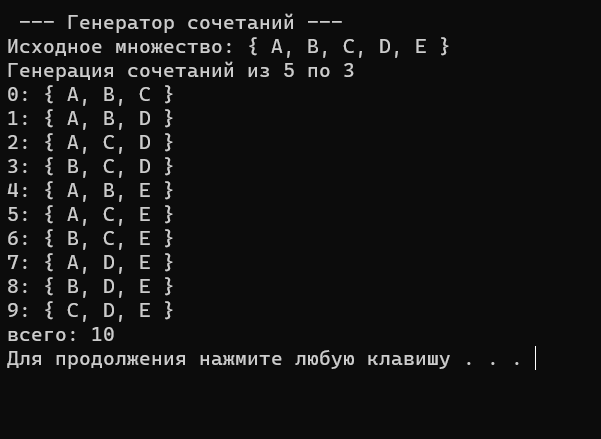 --- Генератор сочетаний ---
Исходное множество: { A, B, C, D, E }
Генерация сочетаний из 5 по 3
0: { A, B, C }
1: { A, B, D }
2: { A, C, D }
3: { B, C, D }
4: { A, B, E }
5: { A, C, E }
6: { B, C, E }
7: { A, D, E }
8: { B, D, E }
9: { C, D, E }
всего: 10
Для продолжения нажмите любую клавишу . . .